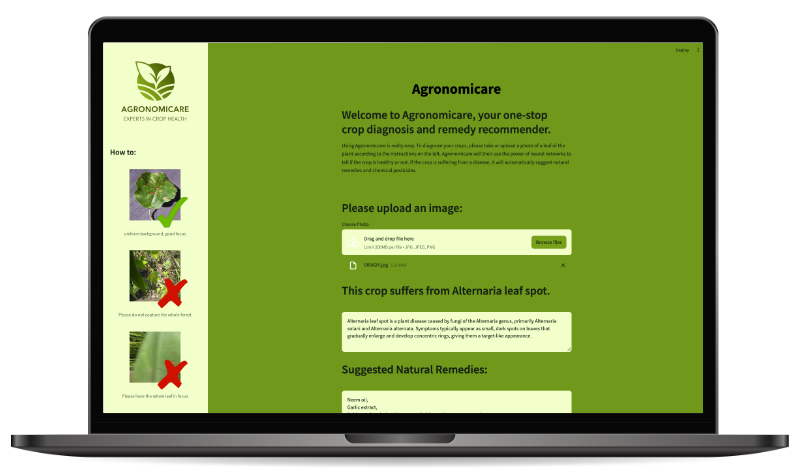 AGRONOMICARE
EXPERTS IN CROP HEALTH
How to:
uniform background, good focus
Please do not capture the whole forest
Please have the whole leaf in focus
Deploy
Agronomicare
Welcome to Agronomicare, your one-stop
crop diagnosis and remedy recommender.
Using Agronomicare is really easy. To diagnose your crops, please take or upload a photo of a leaf of the
plant according to the instructions on the left. Agronomicare will then use the power of neural networks to
tell if the crop is healthy or not. If the crop is suffering from a disease, it will automatically suggest natural
remedies and chemical pesticides.
Please upload an image:
Choose Photo:
Drag and drop file here
Limit 200MB per file • JPG, JPEG, PNG
Browse files
This crop suffers from Alternaria leaf spot.
Alternaria leaf spot is a plant disease caused by fungi of the Alternaria genus, primarily Alternaria
solani and Alternaria alternata. Symptoms typically appear as small, dark spots on leaves that
gradually enlarge and develop concentric rings, giving them a target-like appearance.
Suggested Natural Remedies:
Neem oil,
Garlic extract,